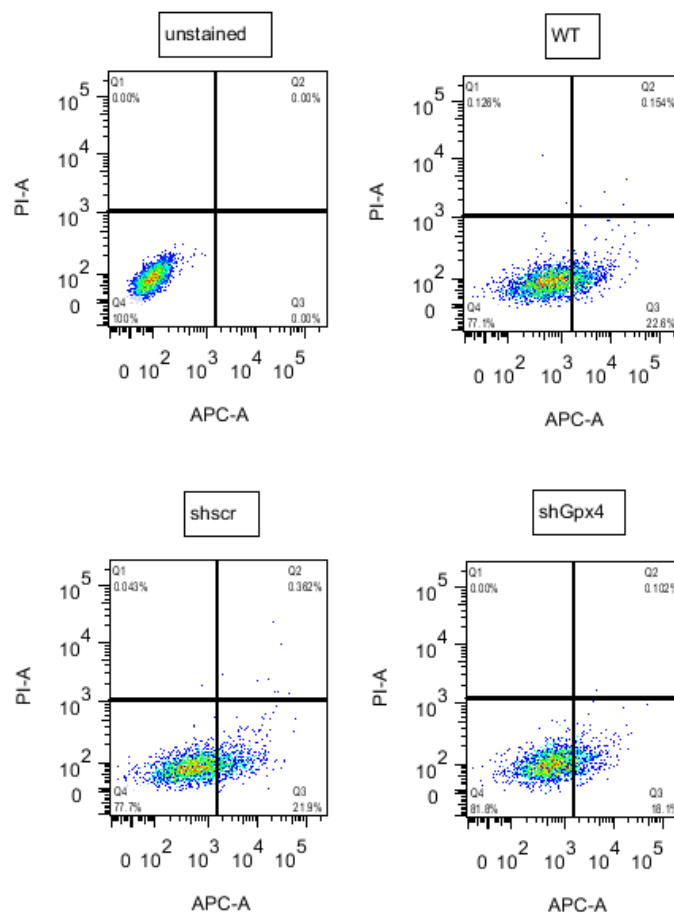 unstained
WT
Q1
0.00%
Q2
0.00%
Q4
100%
Q3
0.00%
10^5
10^4
10^3
10^2
0
PI-A
0 10^2 10^3 10^4 10^5
APC-A
Q1
0.126%
Q2
0.154%
Q4
77.1%
Q3
22.6%
10^5
10^4
10^3
10^2
0
PI-A
0 10^2 10^3 10^4 10^5
APC-A
shscr
shGpx4
Q1
0.043%
Q2
0.362%
Q4
77.7%
Q3
21.9%
10^5
10^4
10^3
10^2
0
PI-A
0 10^2 10^3 10^4 10^5
APC-A
Q1
0.00%
Q2
0.102%
Q4
81.8%
Q3
18.1%
10^5
10^4
10^3
10^2
0
PI-A
0 10^2 10^3 10^4 10^5
APC-A